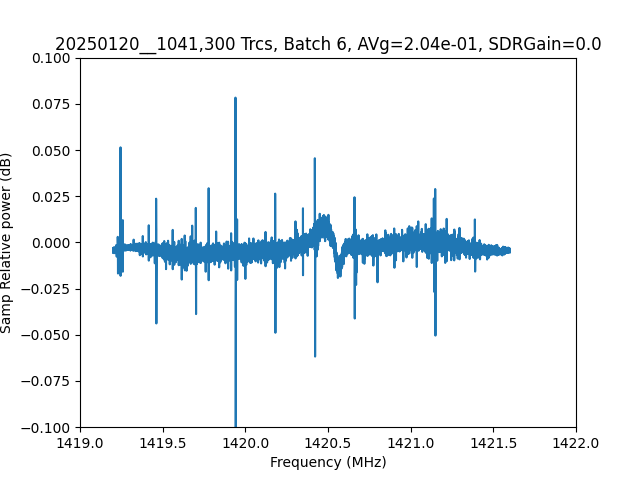 20250120__1041,300 Trcs, Batch 6, AVg=2.04e-01, SDRGain=0.0
0.100
0.075
0.050
0.025
0.000
−0.025
−0.050
−0.075
−0.100
Samp Relative power (dB)
1419.0 1419.5 1420.0 1420.5 1421.0 1421.5 1422.0
Frequency (MHz)